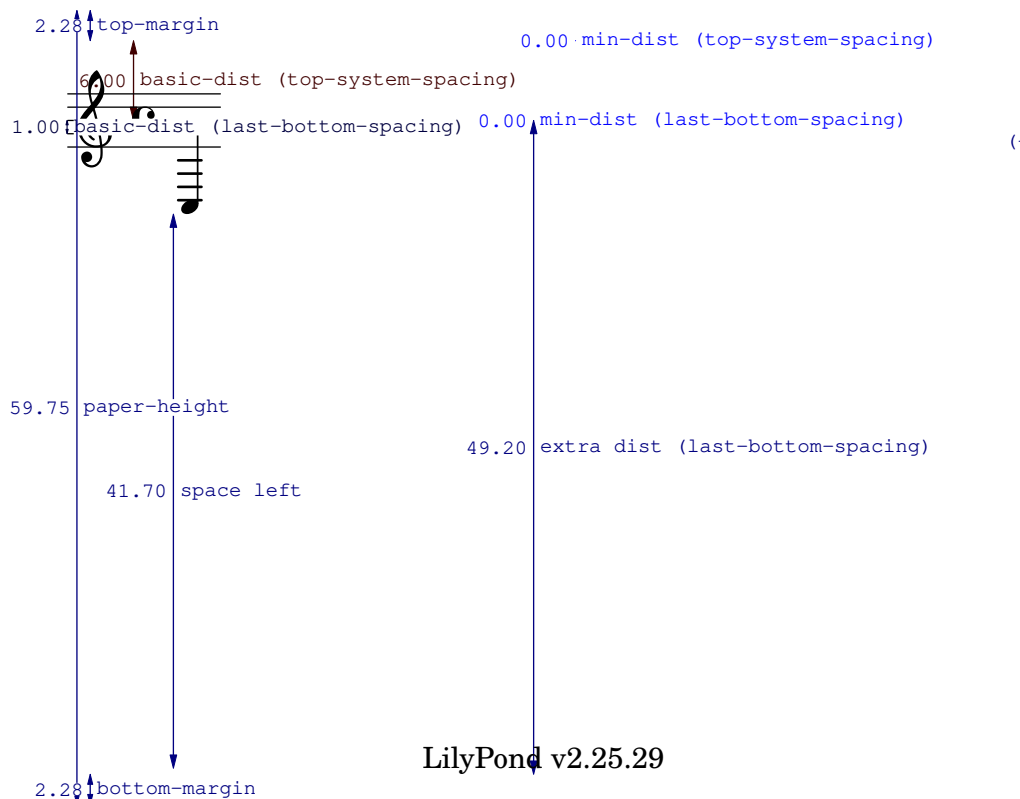 2.28 top-margin
0.00 min-dist (top-system-spacing)
6.00 basic-dist (top-system-spacing)
1.00 basic-dist (last-bottom-spacing)
0.00 min-dist (last-bottom-spacing)
(
59.75 paper-height
49.20 extra dist (last-bottom-spacing)
41.70 space left
LilyPond v2.25.29
2.28 bottom-margin